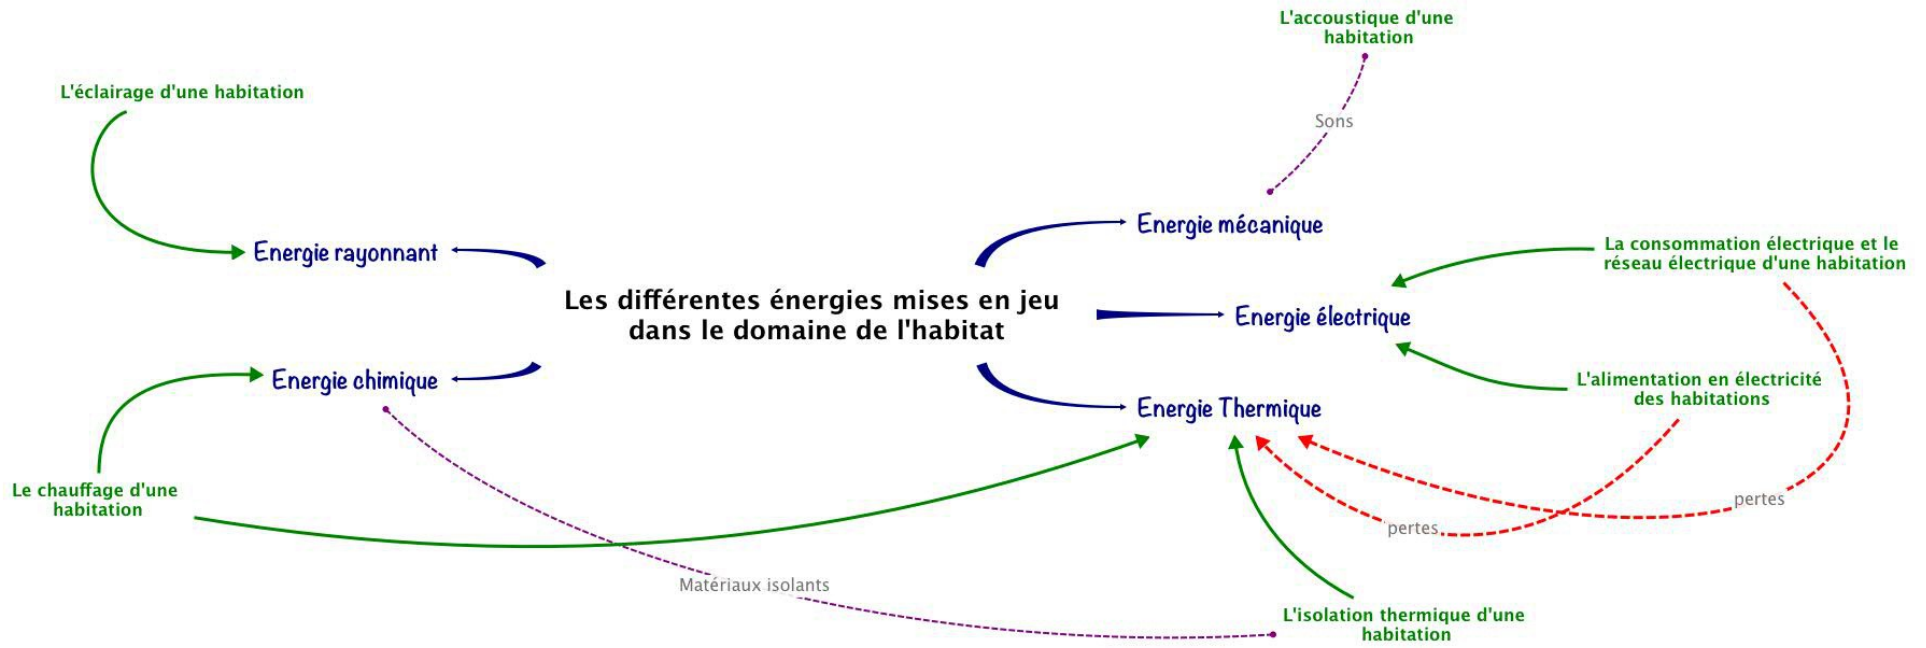 L'accoustique d'une
habitation
L'éclairage d'une habitation
Sons
Energie mécanique
Energie rayonnant
La consommation électrique et le
réseau électrique d'une habitation
Les différentes énergies mises en jeu
dans le domaine de l'habitat
Energie électrique
Energie chimique
L'alimentation en électricité
des habitations
Energie Thermique
Le chauffage d'une
habitation
pertes
pertes
Matériaux isolants
L'isolation thermique d'une
habitation